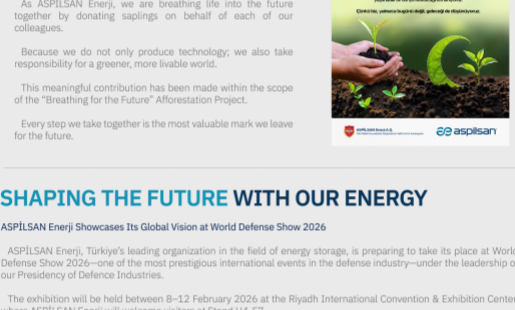 As ASPİLSAN Enerji, we are breathing life into the future
together by donating saplings on behalf of each of our
colleagues.
Because we do not only produce technology; we also take
responsibility for a greener, more livable world.
This meaningful contribution has been made within the scope
of the “Breathing for the Future” Afforestation Project.
Every step we take together is the most valuable mark we leave
for the future.
Çünkü biz, yalnızca bugünü değil, geleceği de düşünüyoruz.
ASPİLSAN Enerji A.Ş.
aspilsan
SHAPING THE FUTURE WITH OUR ENERGY
ASPİLSAN Enerji Showcases Its Global Vision at World Defense Show 2026
ASPİLSAN Enerji, Türkiye’s leading organization in the field of energy storage, is preparing to take its place at World
Defense Show 2026—one of the most prestigious international events in the defense industry—under the leadership o
our Presidency of Defence Industries.
The exhibition will be held between 8–12 February 2026 at the Riyadh International Convention & Exhibition Center